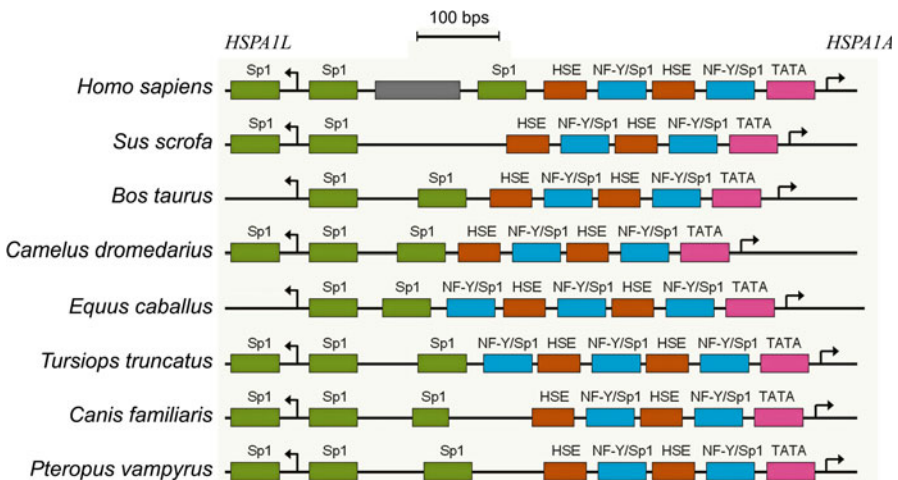 100 bps
HSPA1L HSPA1A
Sp1 Sp1 Sp1 HSE NF-Y/Sp1 HSE NF-Y/Sp1 TATA
Homo sapiens
Sp1 Sp1 HSE NF-Y/Sp1 HSE NF-Y/Sp1 TATA
Sus scrofa
Sp1 Sp1 HSE NF-Y/Sp1 HSE NF-Y/Sp1 TATA
Bos taurus
Sp1 Sp1 Sp1 HSE NF-Y/Sp1 HSE NF-Y/Sp1 TATA
Camelus dromedarius
Sp1 Sp1 NF-Y/Sp1 HSE NF-Y/Sp1 HSE NF-Y/Sp1 TATA
Equus caballus
Sp1 Sp1 Sp1 NF-Y/Sp1 HSE NF-Y/Sp1 HSE NF-Y/Sp1 TATA
Tursiops truncatus
Sp1 Sp1 Sp1 HSE NF-Y/Sp1 HSE NF-Y/Sp1 TATA
Canis familiaris
Sp1 Sp1 Sp1 HSE NF-Y/Sp1 HSE NF-Y/Sp1 TATA
Pteropus vampyrus